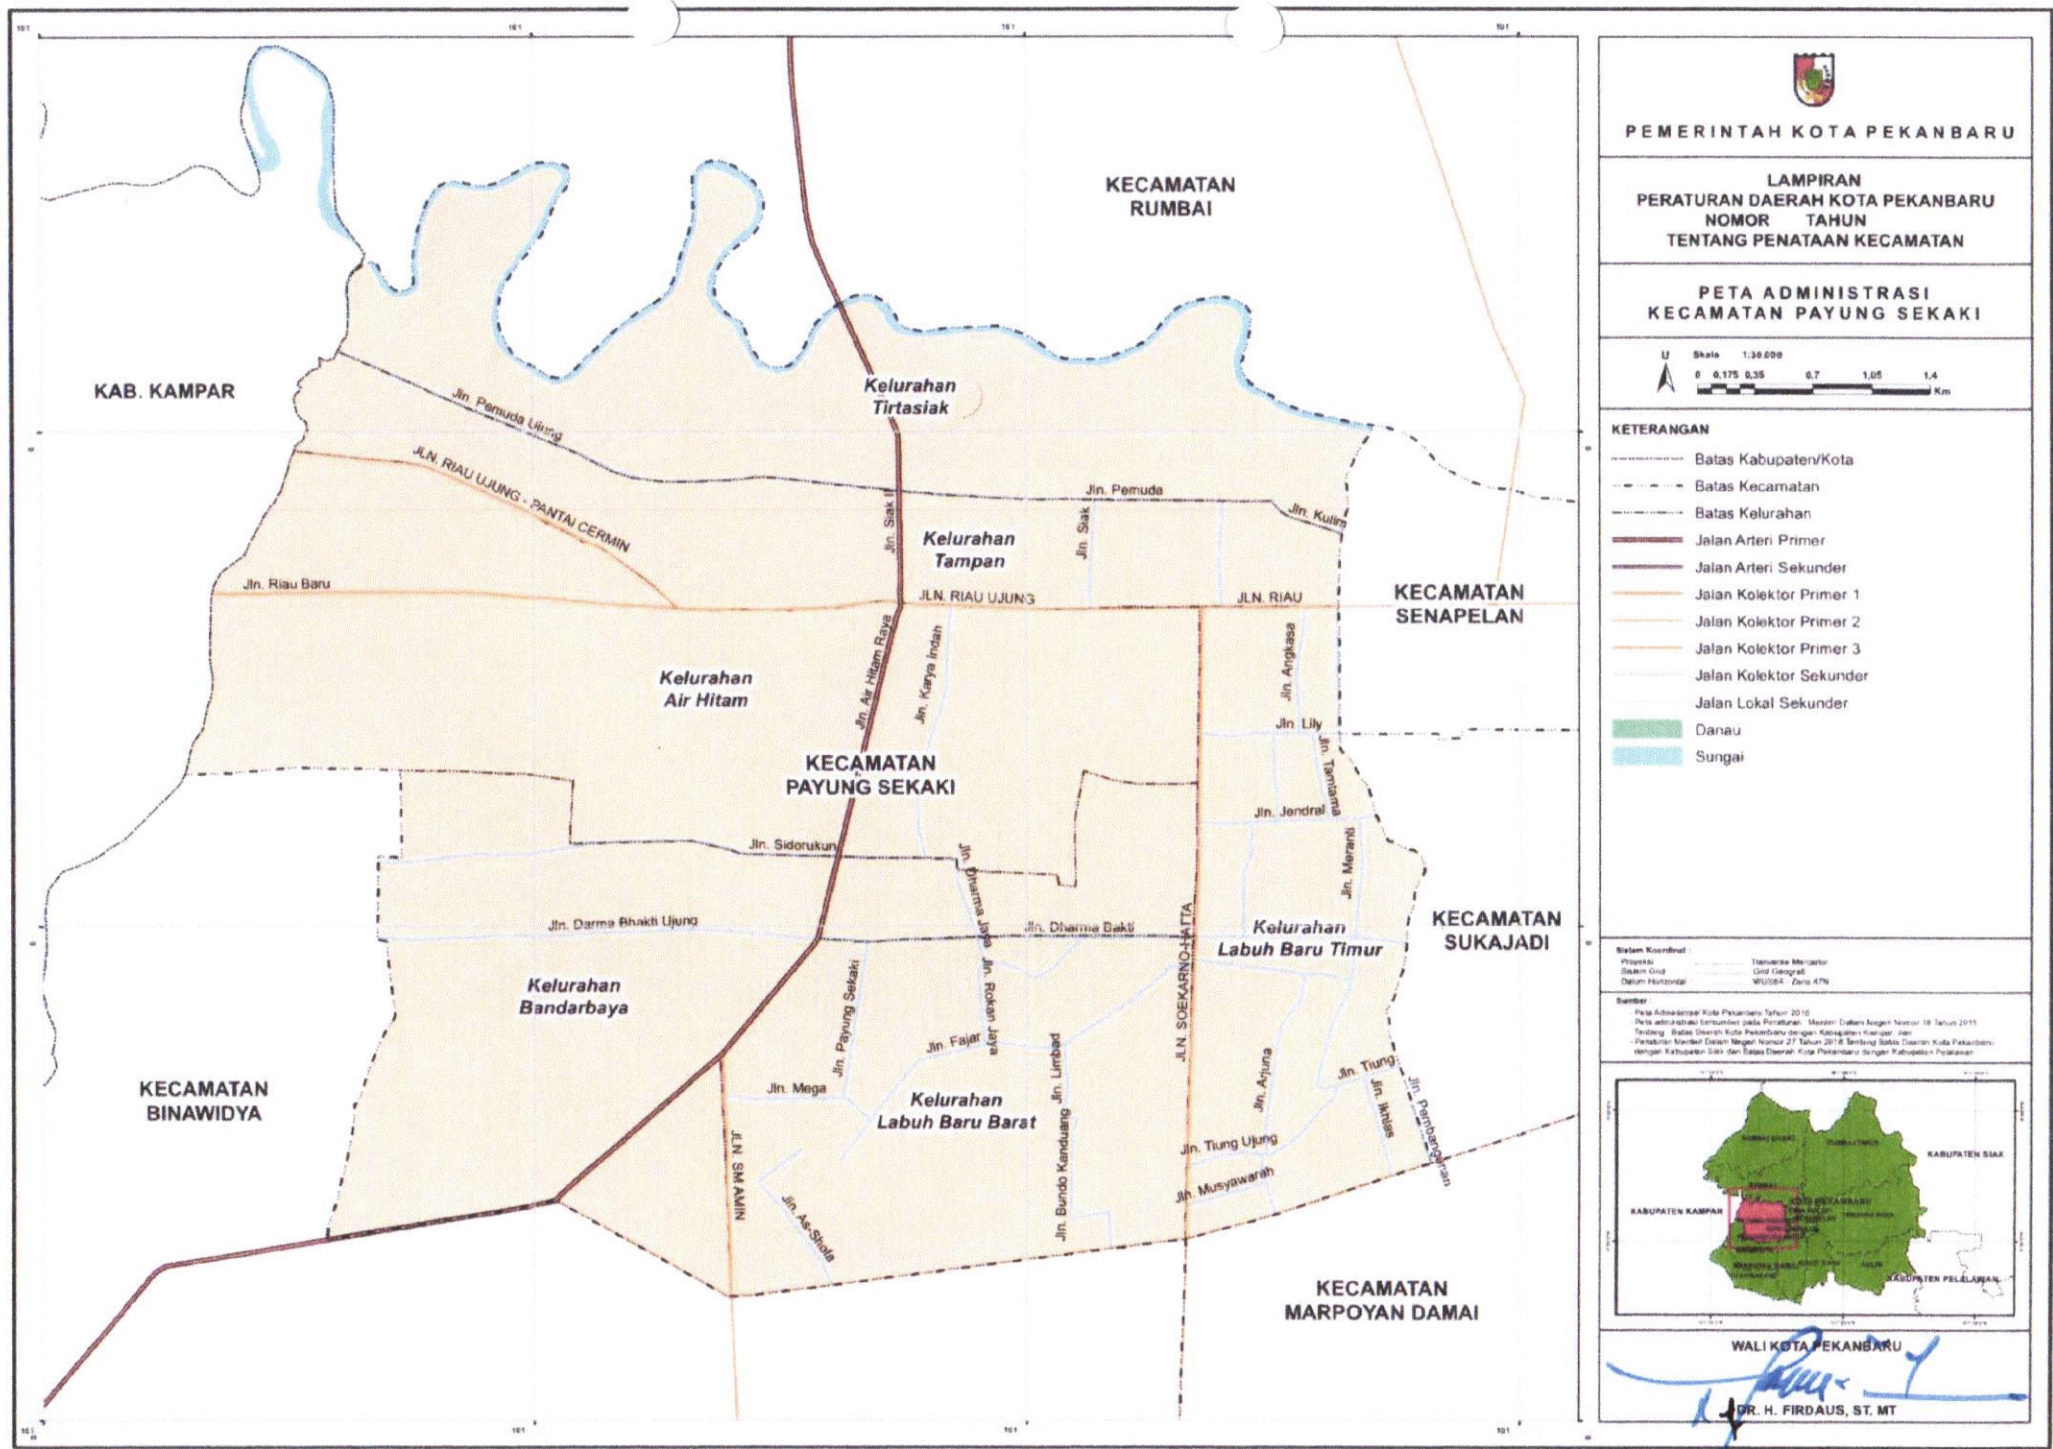 KECAMATAN
RUMBAI
KAB. KAMPAR
Kelurahan
Tirtasiak
Jln. Pemuda Ujung
JLN. RIAU UJUNG - PANTAI CERMIN
Jln. Siak II
Jln. Pemuda
Jln. Siak
Kelurahan
Tampan
Jln. Riau Baru
JLN. RIAU UJUNG
JLN. RIAU
KECAMATAN
SENAPELAN
Kelurahan
Air Hitam
Jln. Air Hitam Raya
Jln. Karya Indah
Jln. Angkasa
Jln. Lily
Jln. Tamtama
KECAMATAN
PAYUNG SEKAKI
Jln. Jendral
Jln. Meranti
Jln. Sidorukun
Jln. Dharma Jaya
Jln. Darma Bhakti Ujung
Jln. Dharma Bakti
JLN. SOEKARNO-HATTA
Kelurahan
Labuh Baru Timur
KECAMATAN
SUKAJADI
Kelurahan
Bandarbaya
Jln. Payung Sekaki
Jln. Rokan Jaya
Jln. Fajar
Jln. Limbad
Jln. Mega
Kelurahan
Labuh Baru Barat
Jln. Arjuna
Jln. Tiung
Jln. Ikhlas
Jln. Pembangunan
KECAMATAN
BINAWIDYA
JLN. SM AMIN
Jln. As-Shofa
Jln. Bundo Kanduang
Jln. Tiung Ujung
Jln. Musyawarah
KECAMATAN
MARPOYAN DAMAI
PEMERINTAH KOTA PEKANBARU
LAMPIRAN
PERATURAN DAERAH KOTA PEKANBARU
NOMOR TAHUN
TENTANG PENATAAN KECAMATAN
PETA ADMINISTRASI
KECAMATAN PAYUNG SEKAKI
U
Skala
0 0,175 0,35 0,7 1,05 1,4
Km
KETERANGAN
Batas Kabupaten/Kota
Batas Kecamatan
Batas Kelurahan
Jalan Arteri Primer
Jalan Arteri Sekunder
Jalan Kolektor Primer 1
Jalan Kolektor Primer 2
Jalan Kolektor Primer 3
Jalan Kolektor Sekunder
Jalan Lokal Sekunder
Danau
Sungai
Sistem Koordinat :
KABUPATEN SIAK
KABUPATEN KAMPAR
KABUPATEN PELALAWAN
WALI KOTA PEKANBARU
DR. H. FIRDAUS, ST. MT